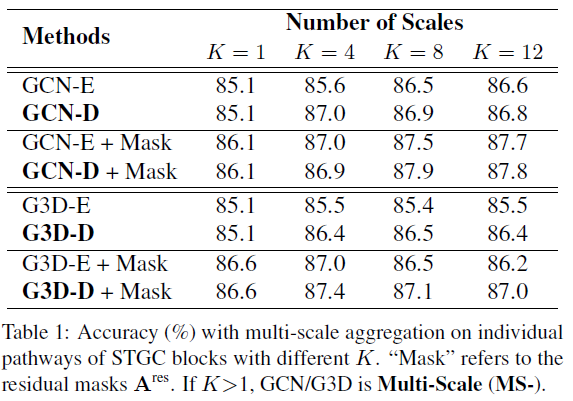 Methods Number of Scales
K = 1 K = 4 K = 8 K = 12
GCN-E 85.1 85.6 86.5 86.6
GCN-D 85.1 87.0 86.9 86.8
GCN-E + Mask 86.1 87.0 87.5 87.7
GCN-D + Mask 86.1 86.9 87.9 87.8
G3D-E 85.1 85.5 85.4 85.5
G3D-D 85.1 86.4 86.5 86.4
G3D-E + Mask 86.6 87.0 86.5 86.2
G3D-D + Mask 86.6 87.4 87.1 87.0
Table 1: Accuracy (%) with multi-scale aggregation on individual
pathways of STGC blocks with different K. “Mask” refers to the
residual masks A^res. If K>1, GCN/G3D is Multi-Scale (MS-).